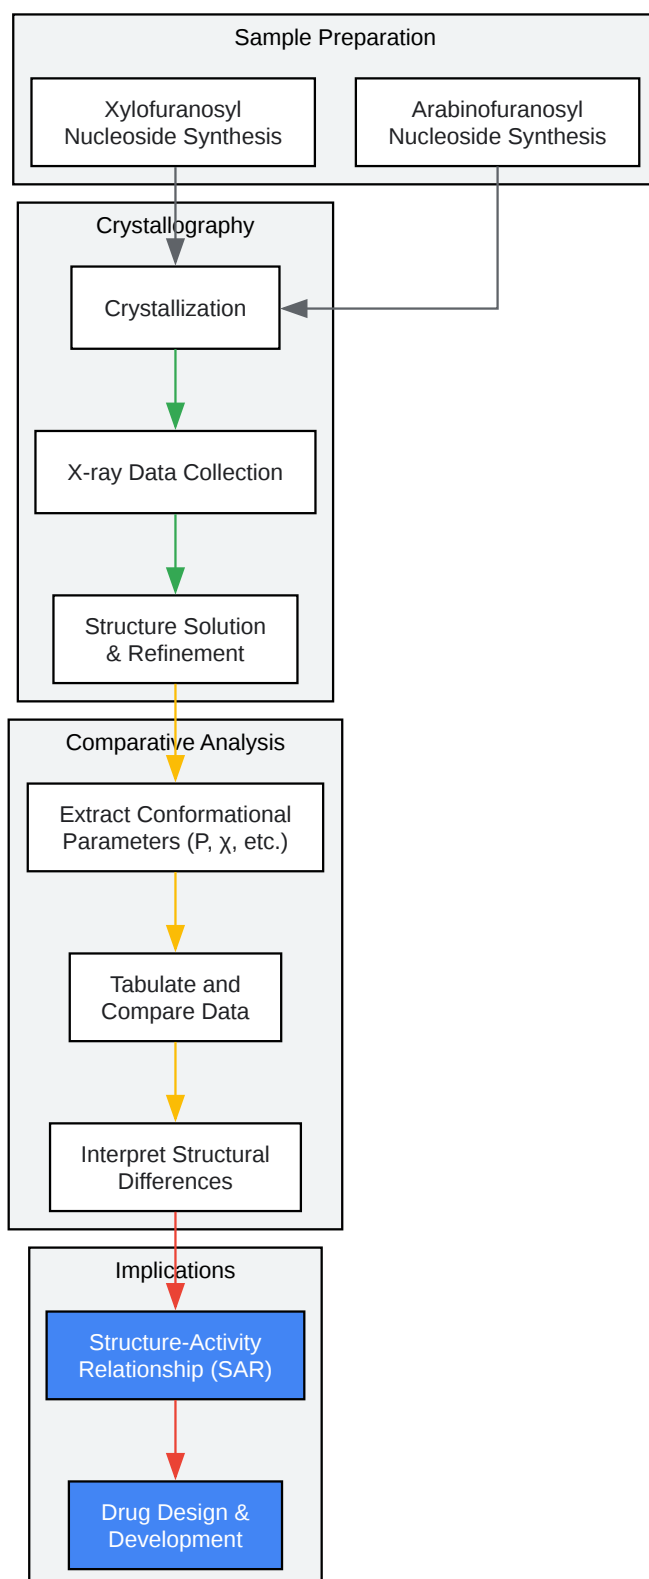 Sample Preparation
Xylofuranosyl
Nucleoside Synthesis
Arabinofuranosyl
Nucleoside Synthesis
Crystallography
Crystallization
X-ray Data Collection
Structure Solution
& Refinement
Comparative Analysis
Extract Conformational
Parameters (P, χ, etc.)
Tabulate and
Compare Data
Interpret Structural
Differences
Implications
Structure-Activity
Relationship (SAR)
Drug Design &
Development